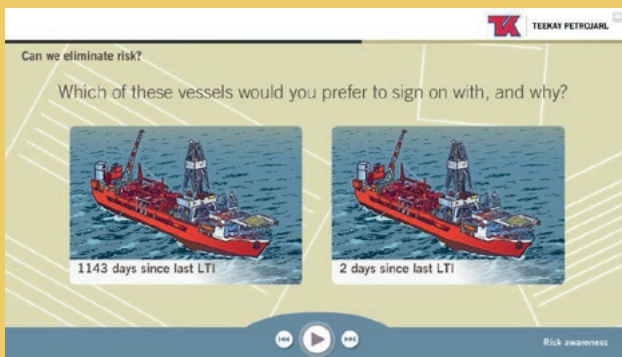 TEEKAY PETROJARL
Can we eliminate risk?
Which of these vessels would you prefer to sign on with, and why?
1143 days since last LTI
2 days since last LTI
Risk awareness